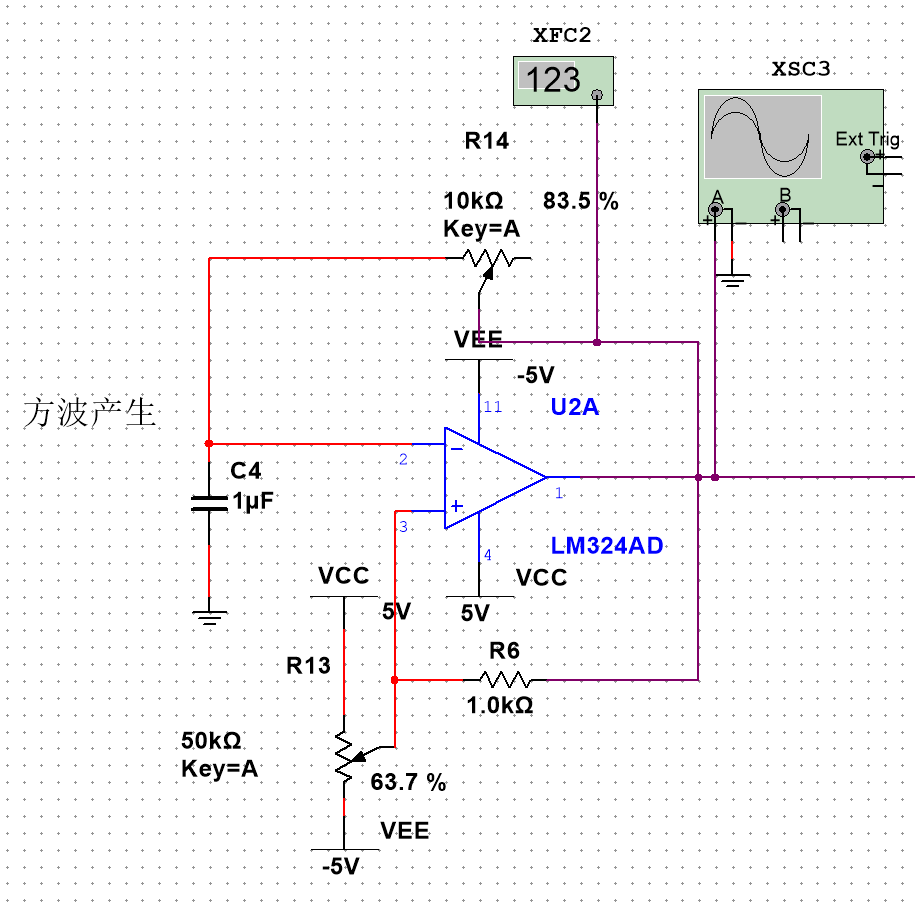 XFC2
123
XSC3
Ext Trig
+
−
A
B
+
−
+
−
R14
10kΩ
83.5 %
Key=A
VEE
-5V
11
U2A
方波产生
2
−
C4
1µF
1
+
3
LM324AD
4
VCC
VCC
5V
5V
R6
R13
1.0kΩ
50kΩ
Key=A
63.7 %
VEE
-5V